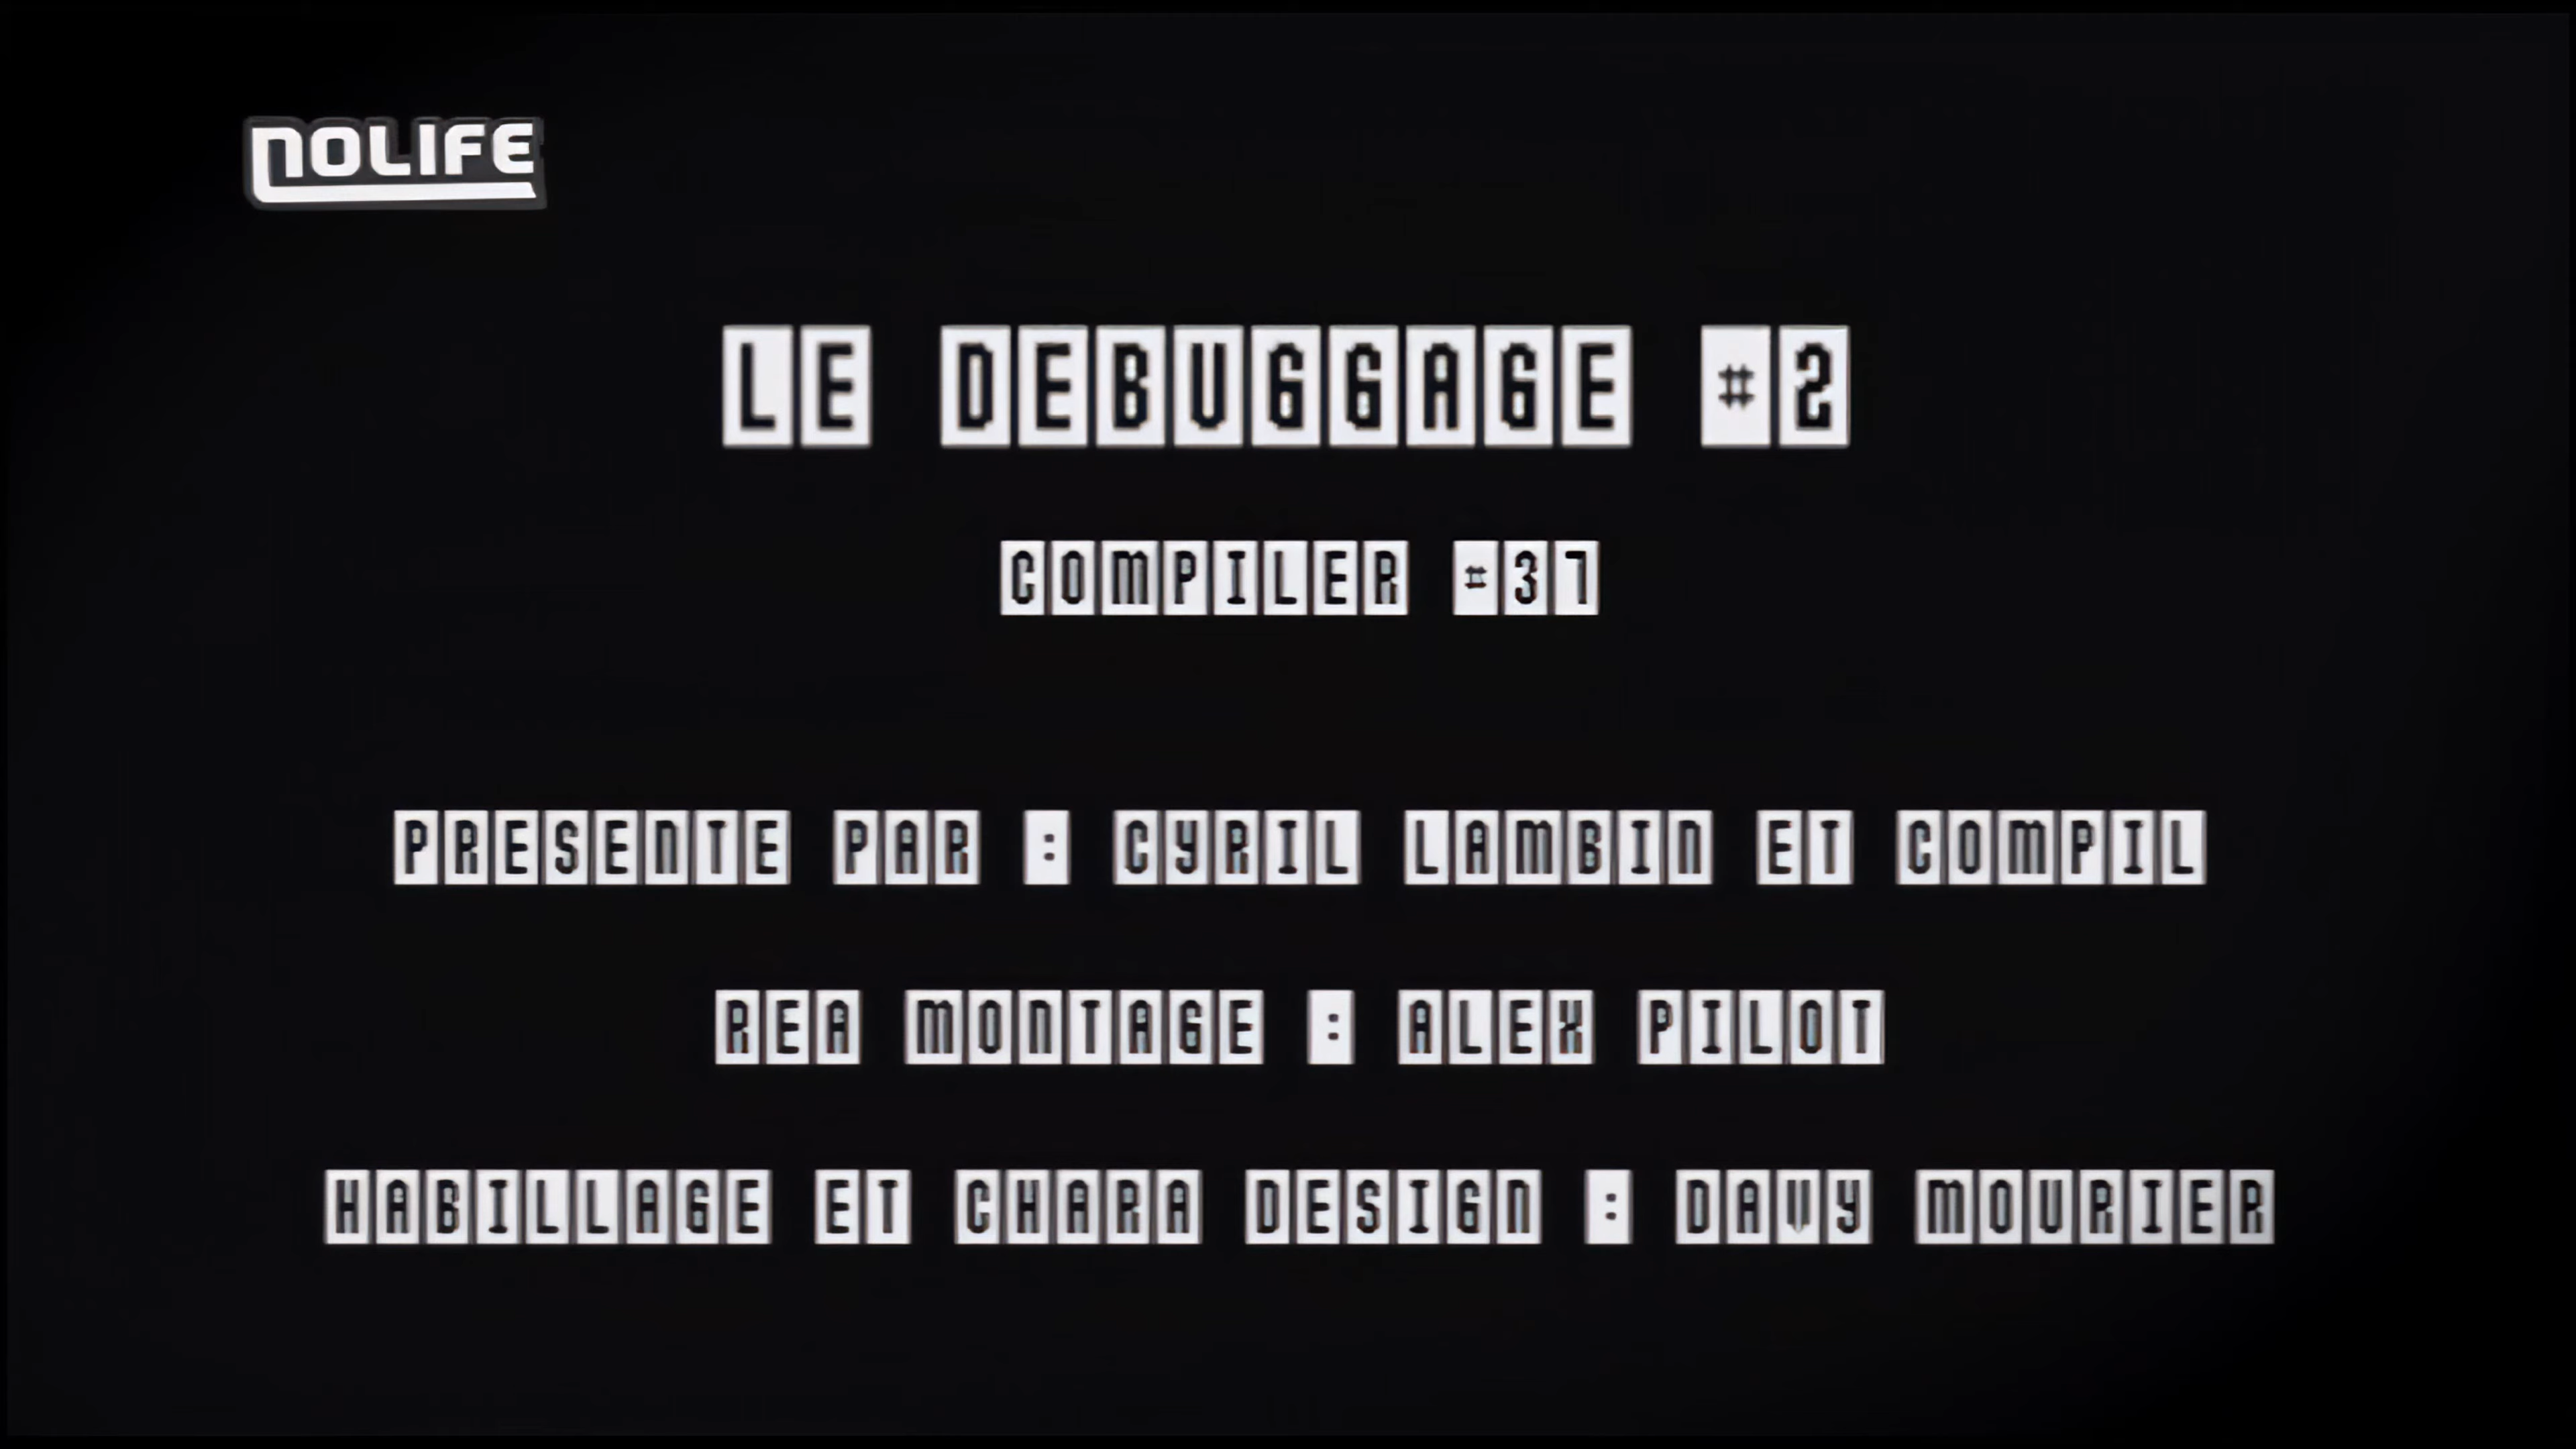 NOLIFE
LE DEBUGGAGE #2
COMPILER #37
PRESENTE PAR : CYRIL LAMBIN ET COMPIL
REA MONTAGE : ALEX PILOT
HABILLAGE ET CHARA DESIGN : DAVY MOURIER